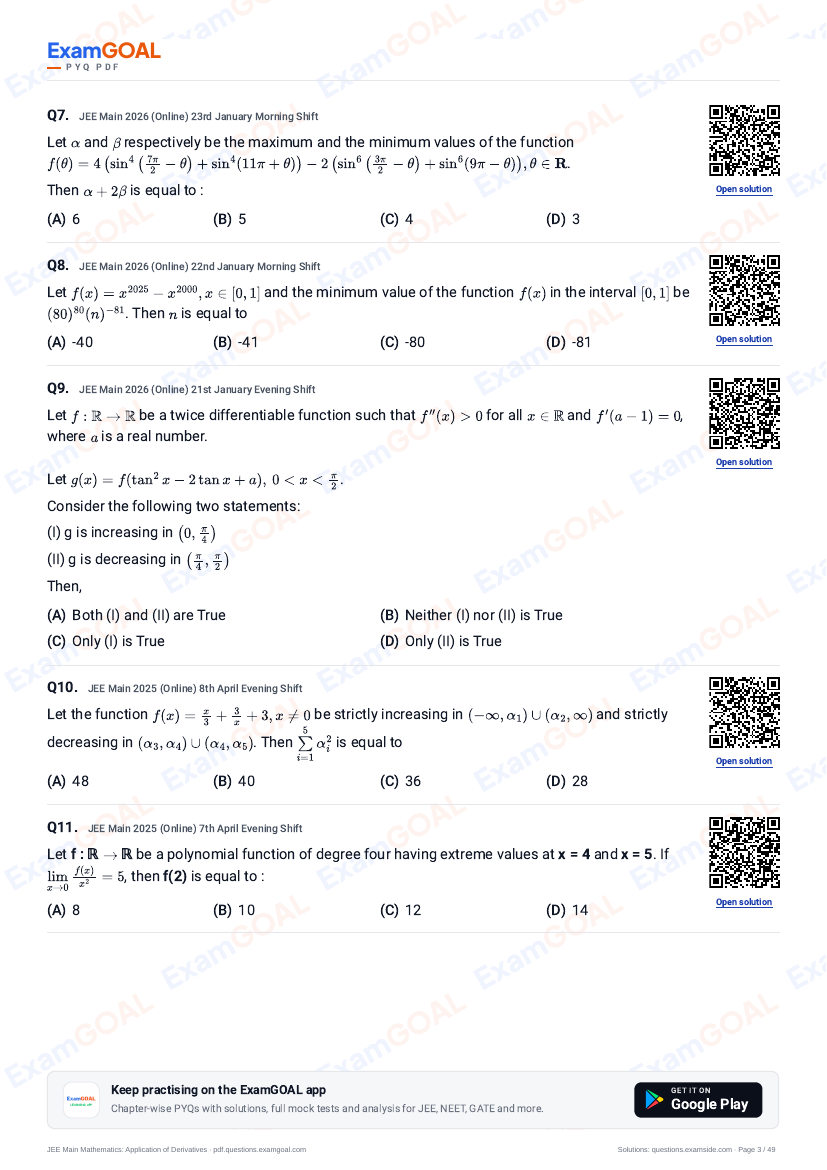 ExamGOAL
PYQ PDF
Q7. JEE Main 2026 (Online) 23rd January Morning Shift
Let α and β respectively be the maximum and the minimum values of the function
f(θ) = 4 (sin⁴ (7π/2 − θ) + sin⁴(11π + θ)) − 2 (sin⁶ (3π/2 − θ) + sin⁶(9π − θ)), θ ∈ R.
Then α + 2β is equal to :
(A) 6 (B) 5 (C) 4 (D) 3
Open solution
Q8. JEE Main 2026 (Online) 22nd January Morning Shift
Let f(x) = x²⁰²⁵ − x²⁰⁰⁰, x ∈ [0, 1] and the minimum value of the function f(x) in the interval [0, 1] be
(80)⁸⁰(n)⁻⁸¹. Then n is equal to
(A) -40 (B) -41 (C) -80 (D) -81
Open solution
Q9. JEE Main 2026 (Online) 21st January Evening Shift
Let f : ℝ → ℝ be a twice differentiable function such that f″(x) > 0 for all x ∈ ℝ and f′(a − 1) = 0,
where a is a real number.
Let g(x) = f(tan² x − 2 tan x + a), 0 < x < π/2.
Consider the following two statements:
(I) g is increasing in (0, π/4)
(II) g is decreasing in (π/4, π/2)
Then,
(A) Both (I) and (II) are True (B) Neither (I) nor (II) is True
(C) Only (I) is True (D) Only (II) is True
Open solution
Q10. JEE Main 2025 (Online) 8th April Evening Shift
Let the function f(x) = x/3 + 3/x + 3, x ≠ 0 be strictly increasing in (−∞, α₁) ∪ (α₂, ∞) and strictly
decreasing in (α₃, α₄) ∪ (α₄, α₅). Then ∑_{i=1}^{5} αᵢ² is equal to
(A) 48 (B) 40 (C) 36 (D) 28
Open solution
Q11. JEE Main 2025 (Online) 7th April Evening Shift
Let f : ℝ → ℝ be a polynomial function of degree four having extreme values at x = 4 and x = 5. If
lim_{x→0} f(x)/x² = 5, then f(2) is equal to :
(A) 8 (B) 10 (C) 12 (D) 14
Open solution
Keep practising on the ExamGOAL app
Chapter-wise PYQs with solutions, full mock tests and analysis for JEE, NEET, GATE and more.
GET IT ON
Google Play
JEE Main Mathematics: Application of Derivatives · pdf.questions.examgoal.com
Solutions: questions.examside.com · Page 3 / 49